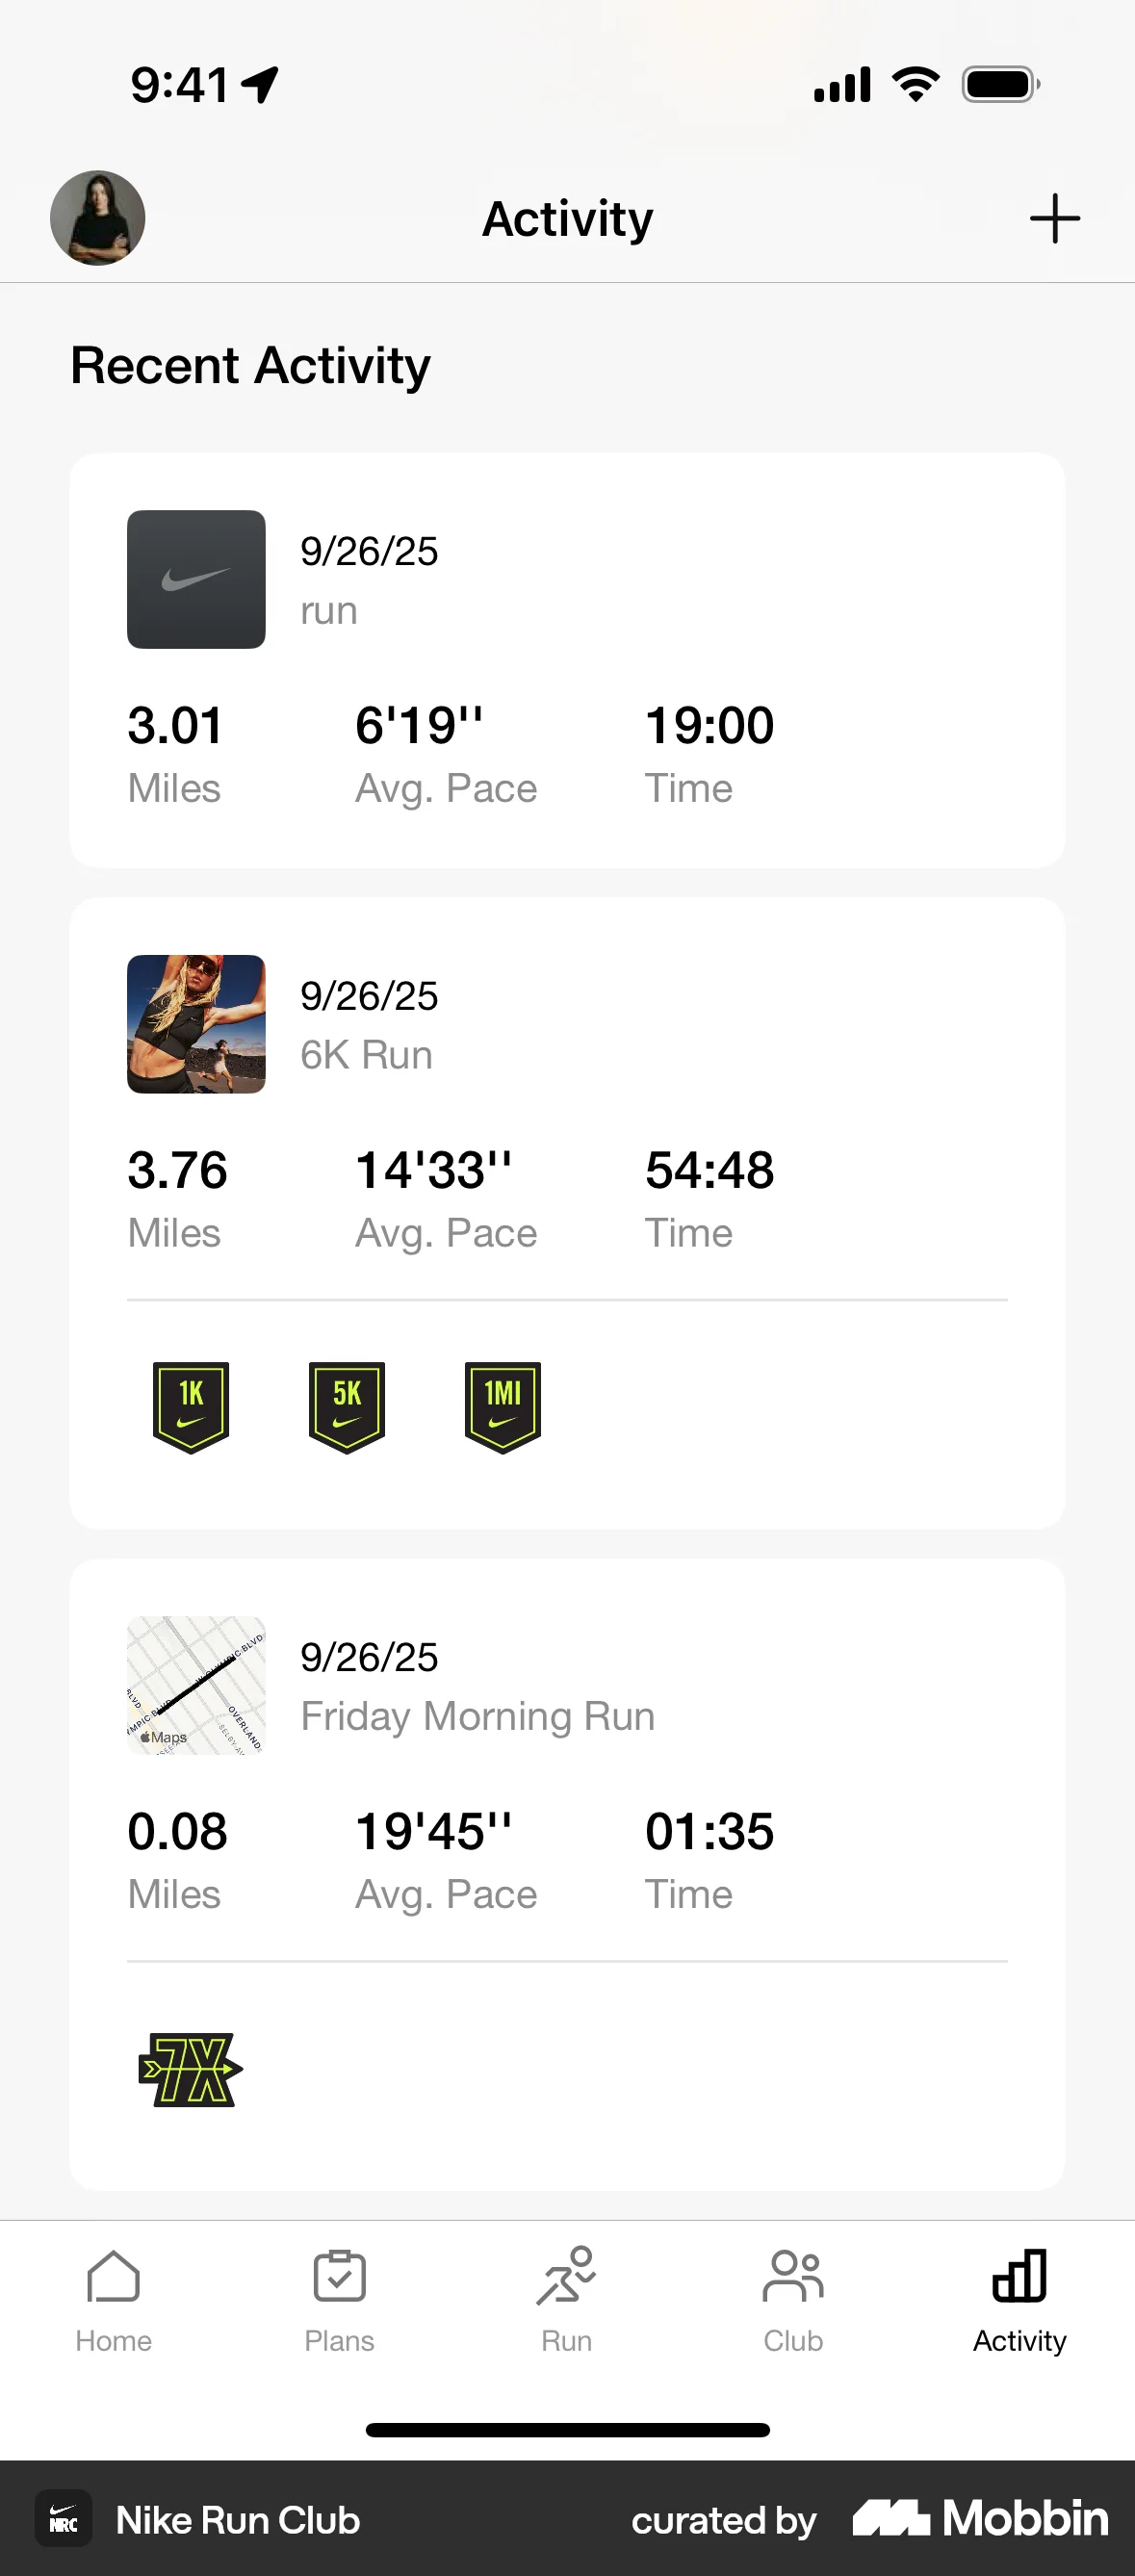 9:41
Activity
Recent Activity
9/26/25
run
3.01 6'19'' 19:00
Miles Avg. Pace Time
9/26/25
6K Run
3.76 14'33'' 54:48
Miles Avg. Pace Time
1K 5K 1MI
9/26/25
Friday Morning Run
OVERLAND
Maps
0.08 19'45'' 01:35
Miles Avg. Pace Time
7X
Home Plans Run Club Activity
NRC Nike Run Club curated by Mobbin